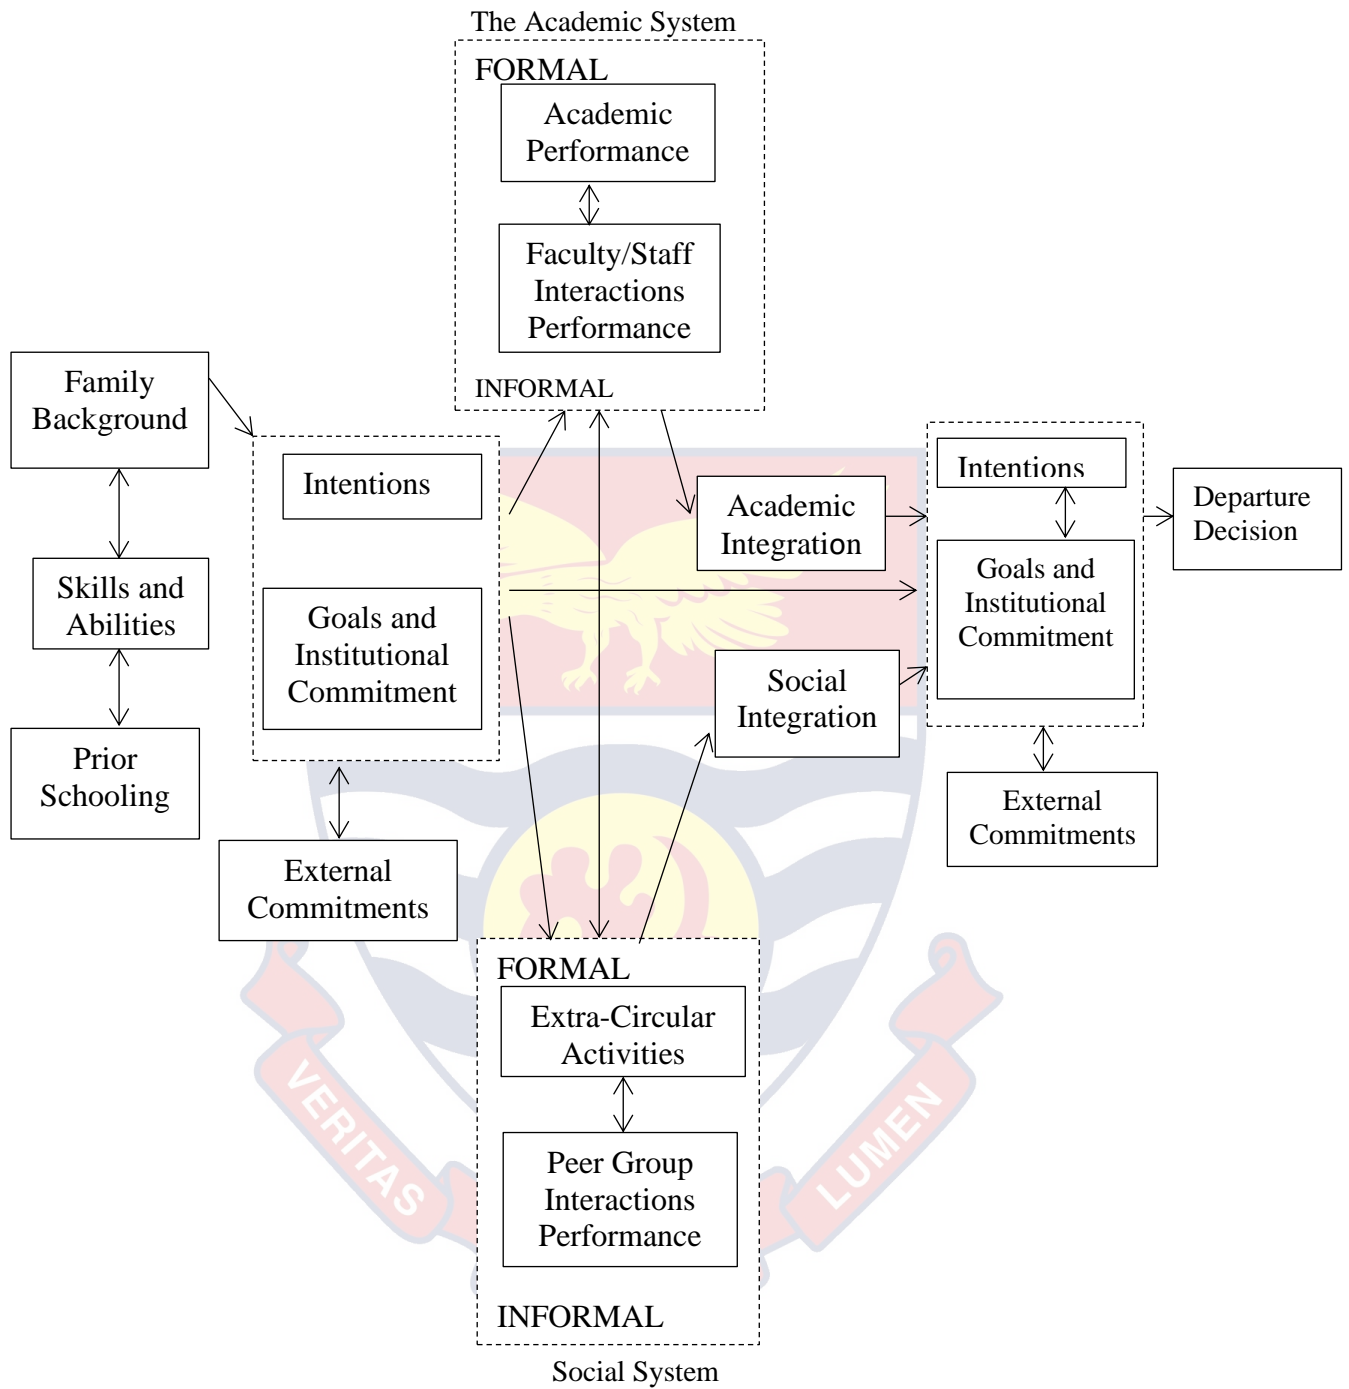 The Academic System
FORMAL
Academic
Performance
Faculty/Staff
Interactions
Performance
INFORMAL
Family
Background
Skills and
Abilities
Prior
Schooling
Intentions
Goals and
Institutional
Commitment
External
Commitments
Academic
Integration
Social
Integration
Intentions
Goals and
Institutional
Commitment
External
Commitments
Departure
Decision
FORMAL
Extra-Circular
Activities
Peer Group
Interactions
Performance
INFORMAL
Social System
VERITAS
LUMEN